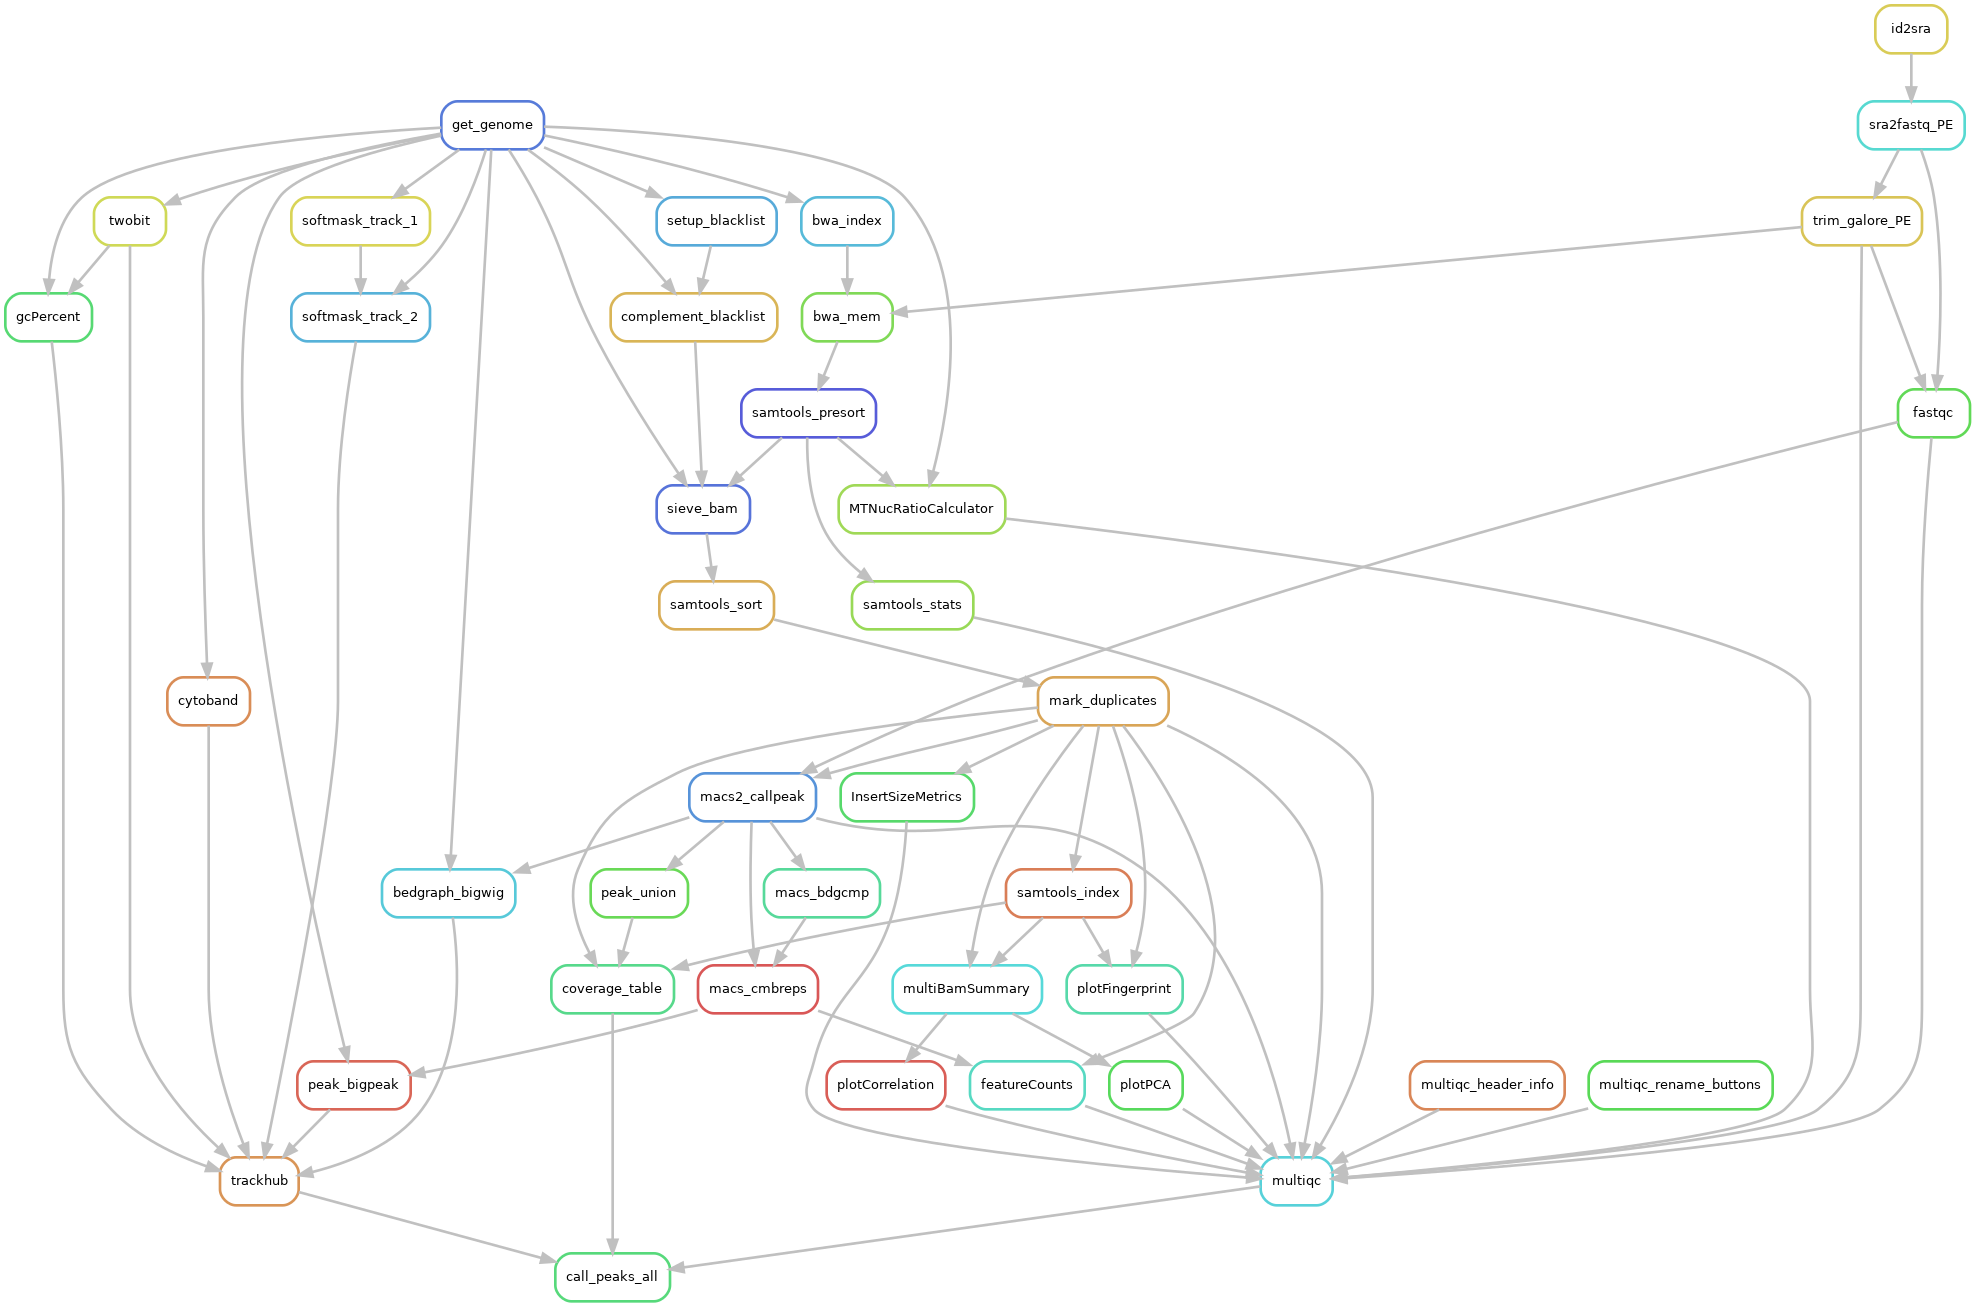 id2sra
get_genome
sra2fastq_PE
twobit
softmask_track_1
setup_blacklist
bwa_index
trim_galore_PE
gcPercent
softmask_track_2
complement_blacklist
bwa_mem
samtools_presort
fastqc
sieve_bam
MTNucRatioCalculator
samtools_sort
samtools_stats
cytoband
mark_duplicates
macs2_callpeak
InsertSizeMetrics
bedgraph_bigwig
peak_union
macs_bdgcmp
samtools_index
coverage_table
macs_cmbreps
multiBamSummary
plotFingerprint
peak_bigpeak
plotCorrelation
featureCounts
plotPCA
multiqc_header_info
multiqc_rename_buttons
trackhub
multiqc
call_peaks_all